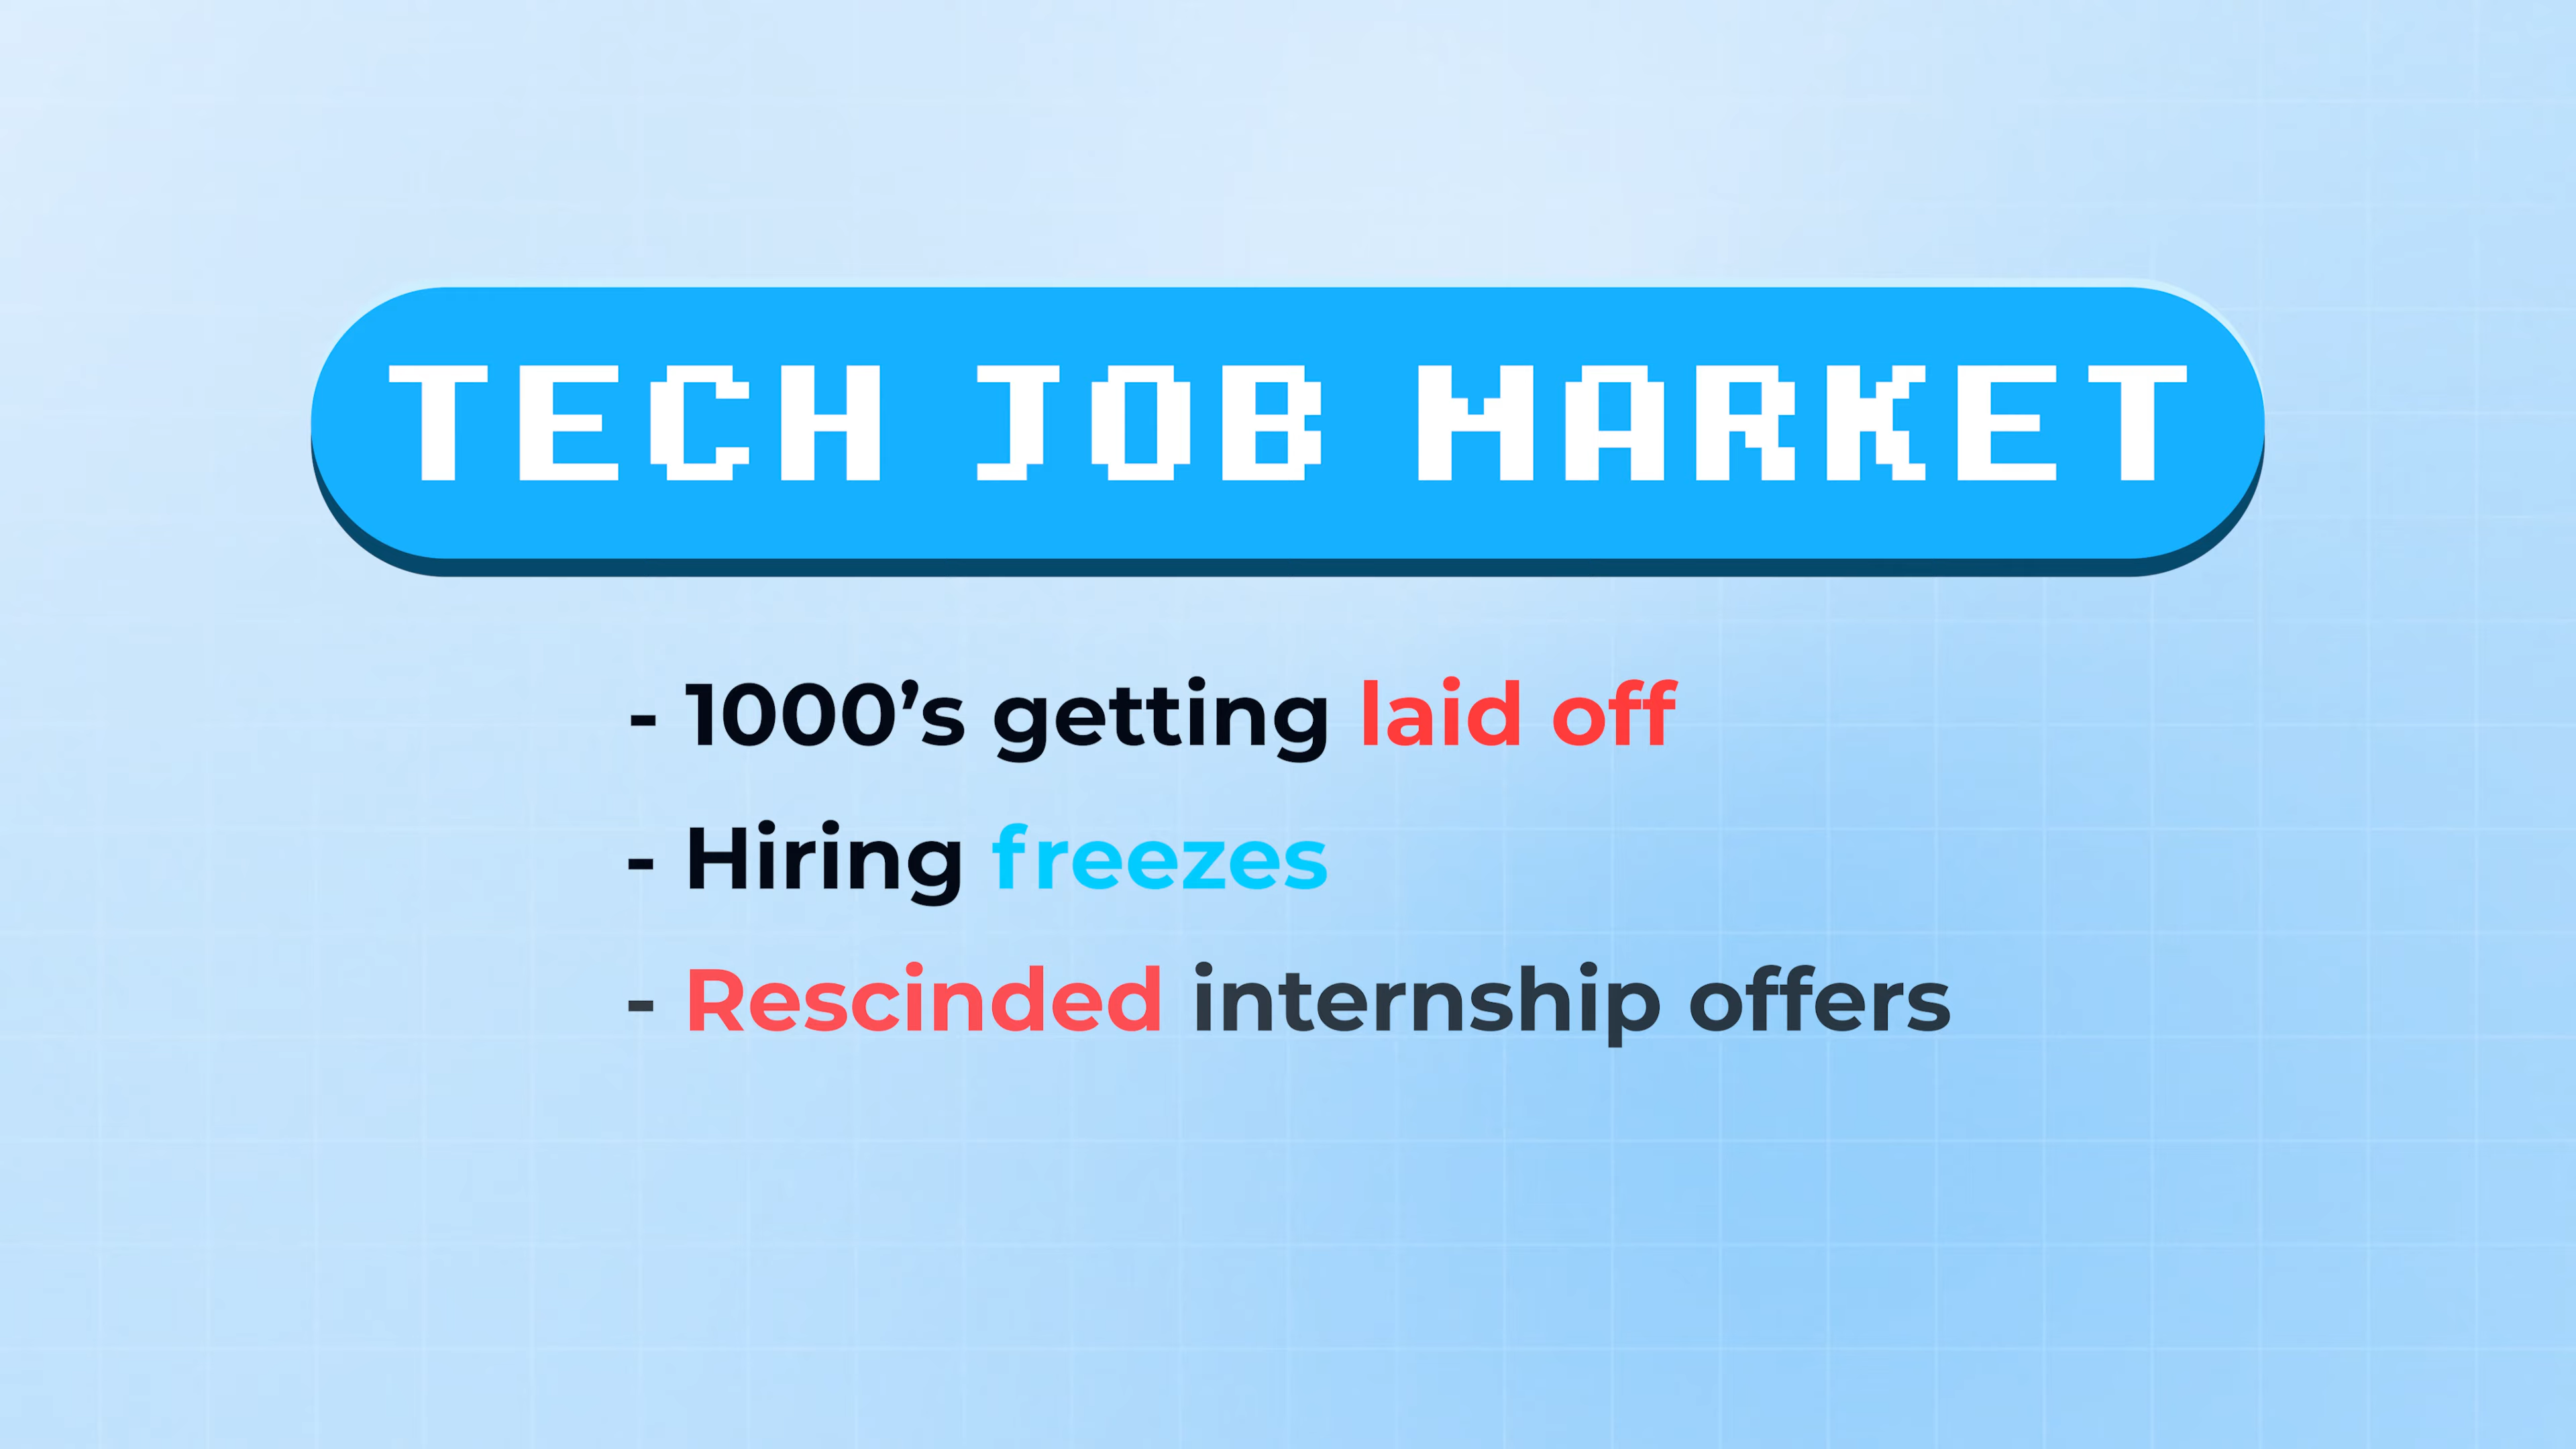 TECH JOB MARKET
- 1000’s getting laid off
- Hiring freezes
- Rescinded internship offers